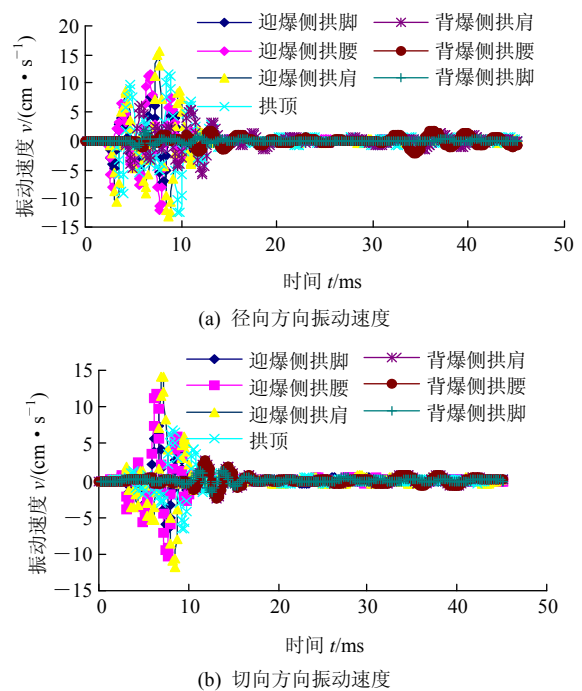 迎爆侧拱脚
背爆侧拱肩
迎爆侧拱腰
背爆侧拱腰
迎爆侧拱肩
背爆侧拱脚
拱顶
振动速度 v/(cm·s⁻¹)
20
15
10
5
0
−5
−10
−15
0
10
20
30
40
50
时间 t/ms
(a) 径向方向振动速度
迎爆侧拱脚
背爆侧拱肩
迎爆侧拱腰
背爆侧拱腰
迎爆侧拱肩
背爆侧拱脚
拱顶
振动速度 v/(cm·s⁻¹)
15
10
5
0
−5
−10
−15
0
10
20
30
40
50
时间 t/ms
(b) 切向方向振动速度